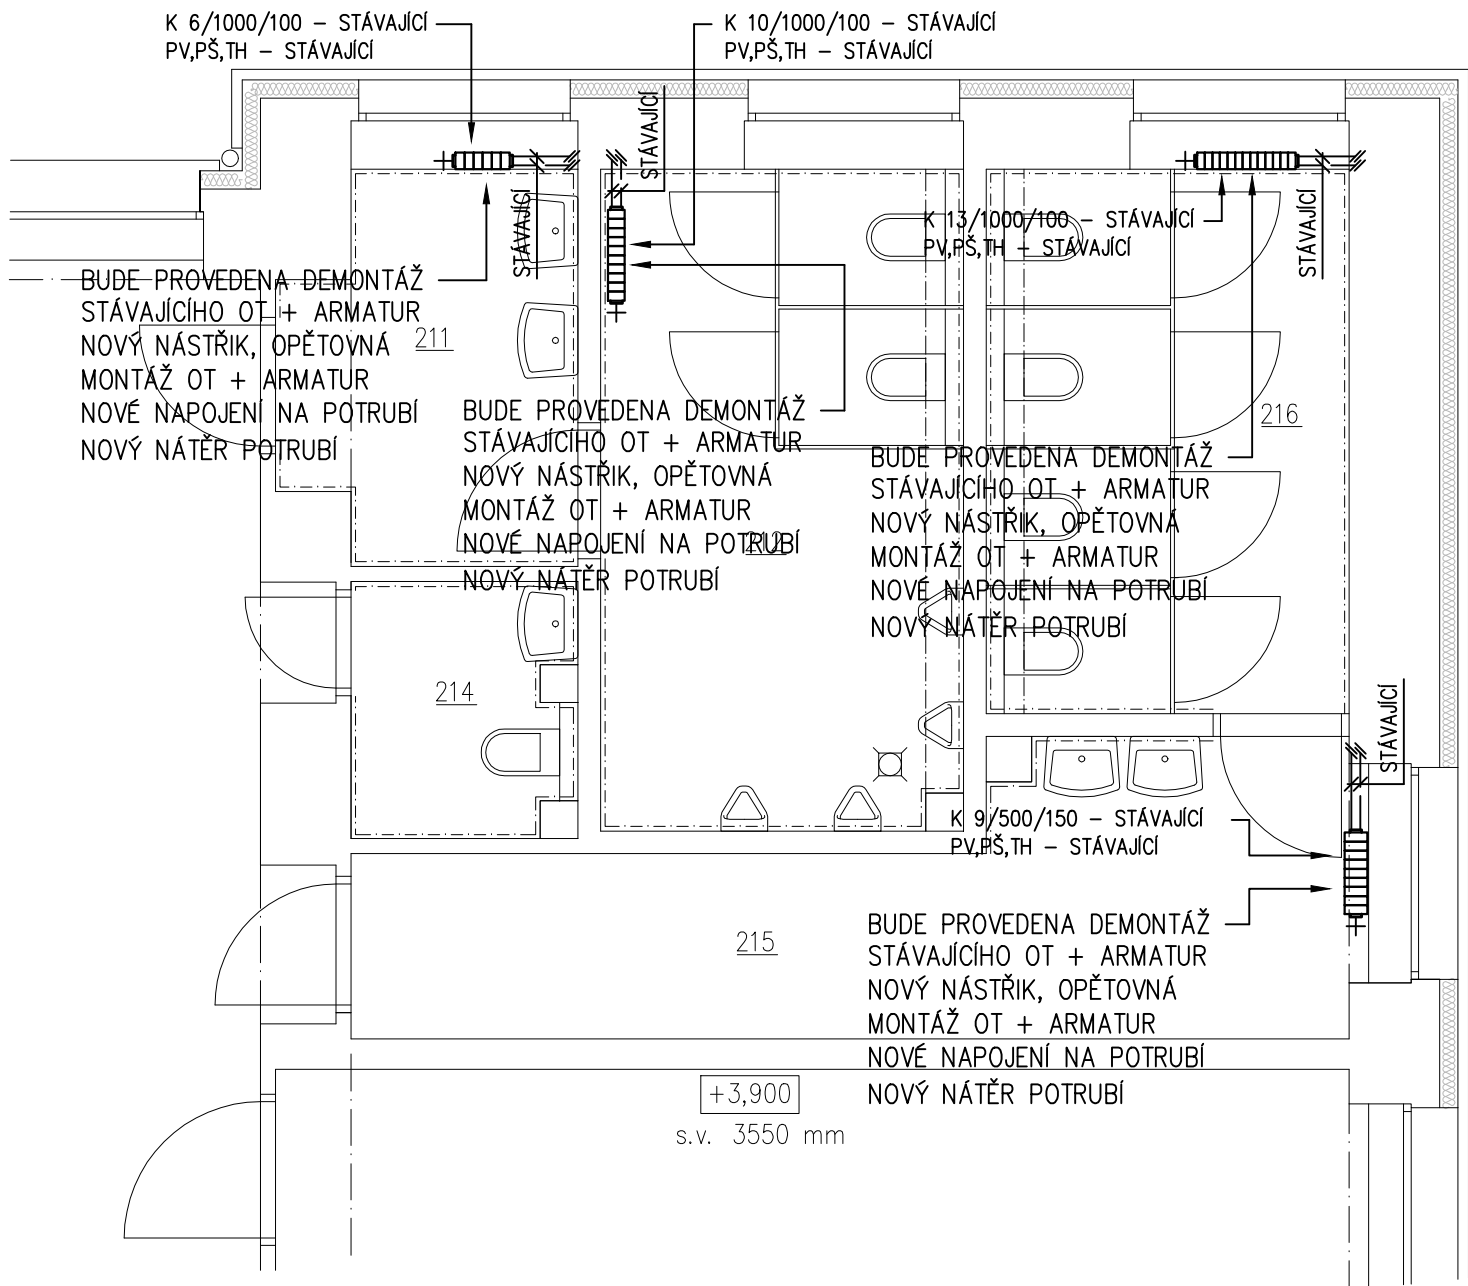 K 6/1000/100 – STÁVAJÍCÍ
PV,PŠ,TH – STÁVAJÍCÍ
K 10/1000/100 – STÁVAJÍCÍ
PV,PŠ,TH – STÁVAJÍCÍ
STÁVAJÍCÍ
STÁVAJÍCÍ
STÁVAJÍCÍ
K 13/1000/100 – STÁVAJÍCÍ
PV,PŠ,TH – STÁVAJÍCÍ
BUDE PROVEDENA DEMONTÁŽ
STÁVAJÍCÍHO OT + ARMATUR
NOVÝ NÁSTŘIK, OPĚTOVNÁ
MONTÁŽ OT + ARMATUR
NOVÉ NAPOJENÍ NA POTRUBÍ
NOVÝ NÁTĚR POTRUBÍ
211
BUDE PROVEDENA DEMONTÁŽ
STÁVAJÍCÍHO OT + ARMATUR
NOVÝ NÁSTŘIK, OPĚTOVNÁ
MONTÁŽ OT + ARMATUR
NOVÉ NAPOJENÍ NA POTRUBÍ
NOVÝ NÁTĚR POTRUBÍ
212
216
BUDE PROVEDENA DEMONTÁŽ
STÁVAJÍCÍHO OT + ARMATUR
NOVÝ NÁSTŘIK, OPĚTOVNÁ
MONTÁŽ OT + ARMATUR
NOVÉ NAPOJENÍ NA POTRUBÍ
NOVÝ NÁTĚR POTRUBÍ
214
STÁVAJÍCÍ
K 9/500/150 – STÁVAJÍCÍ
PV,PŠ,TH – STÁVAJÍCÍ
215
BUDE PROVEDENA DEMONTÁŽ
STÁVAJÍCÍHO OT + ARMATUR
NOVÝ NÁSTŘIK, OPĚTOVNÁ
MONTÁŽ OT + ARMATUR
NOVÉ NAPOJENÍ NA POTRUBÍ
NOVÝ NÁTĚR POTRUBÍ
+3,900
s.v. 3550 mm